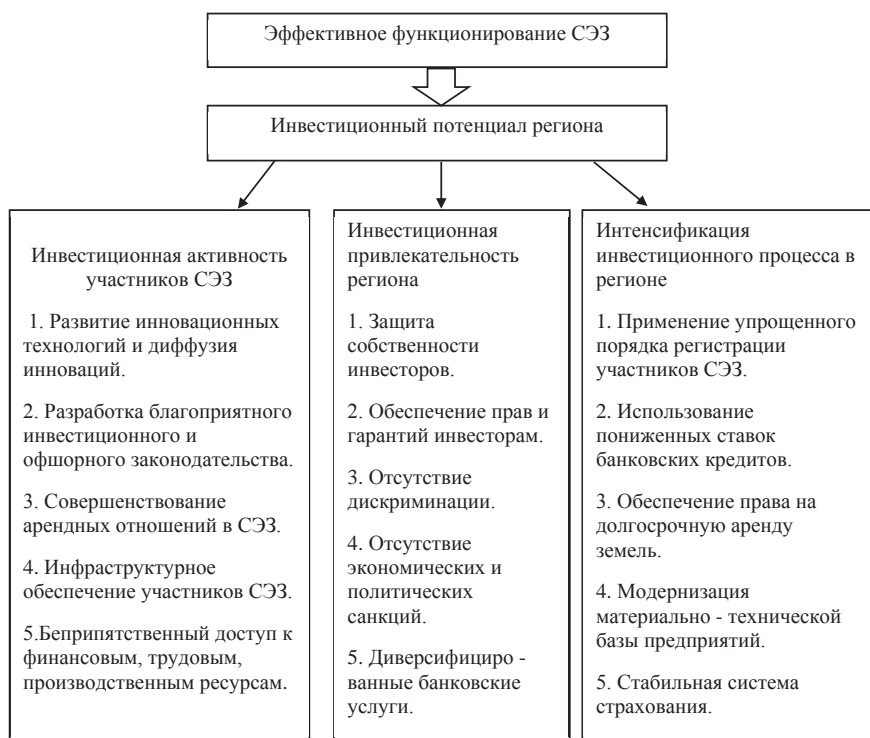 Эффективное функционирование СЭЗ
Инвестиционный потенциал региона
Инвестиционная активность
участников СЭЗ
1. Развитие инновационных
технологий и диффузия
инноваций.
2. Разработка благоприятного
инвестиционного и
офшорного законодательства.
3. Совершенствование
арендных отношений в СЭЗ.
4. Инфраструктурное
обеспечение участников СЭЗ.
5.Беприпятственный доступ к
финансовым, трудовым,
производственным ресурсам.
Инвестиционная
привлекательность
региона
1. Защита
собственности
инвесторов.
2. Обеспечение прав и
гарантий инвесторам.
3. Отсутствие
дискриминации.
4. Отсутствие
экономических и
политических
санкций.
5. Диверсифициро -
ванные банковские
услуги.
Интенсификация
инвестиционного процесса в
регионе
1. Применение упрощенного
порядка регистрации
участников СЭЗ.
2. Использование
пониженных ставок
банковских кредитов.
3. Обеспечение права на
долгосрочную аренду
земель.
4. Модернизация
материально - технической
базы предприятий.
5. Стабильная система
страхования.